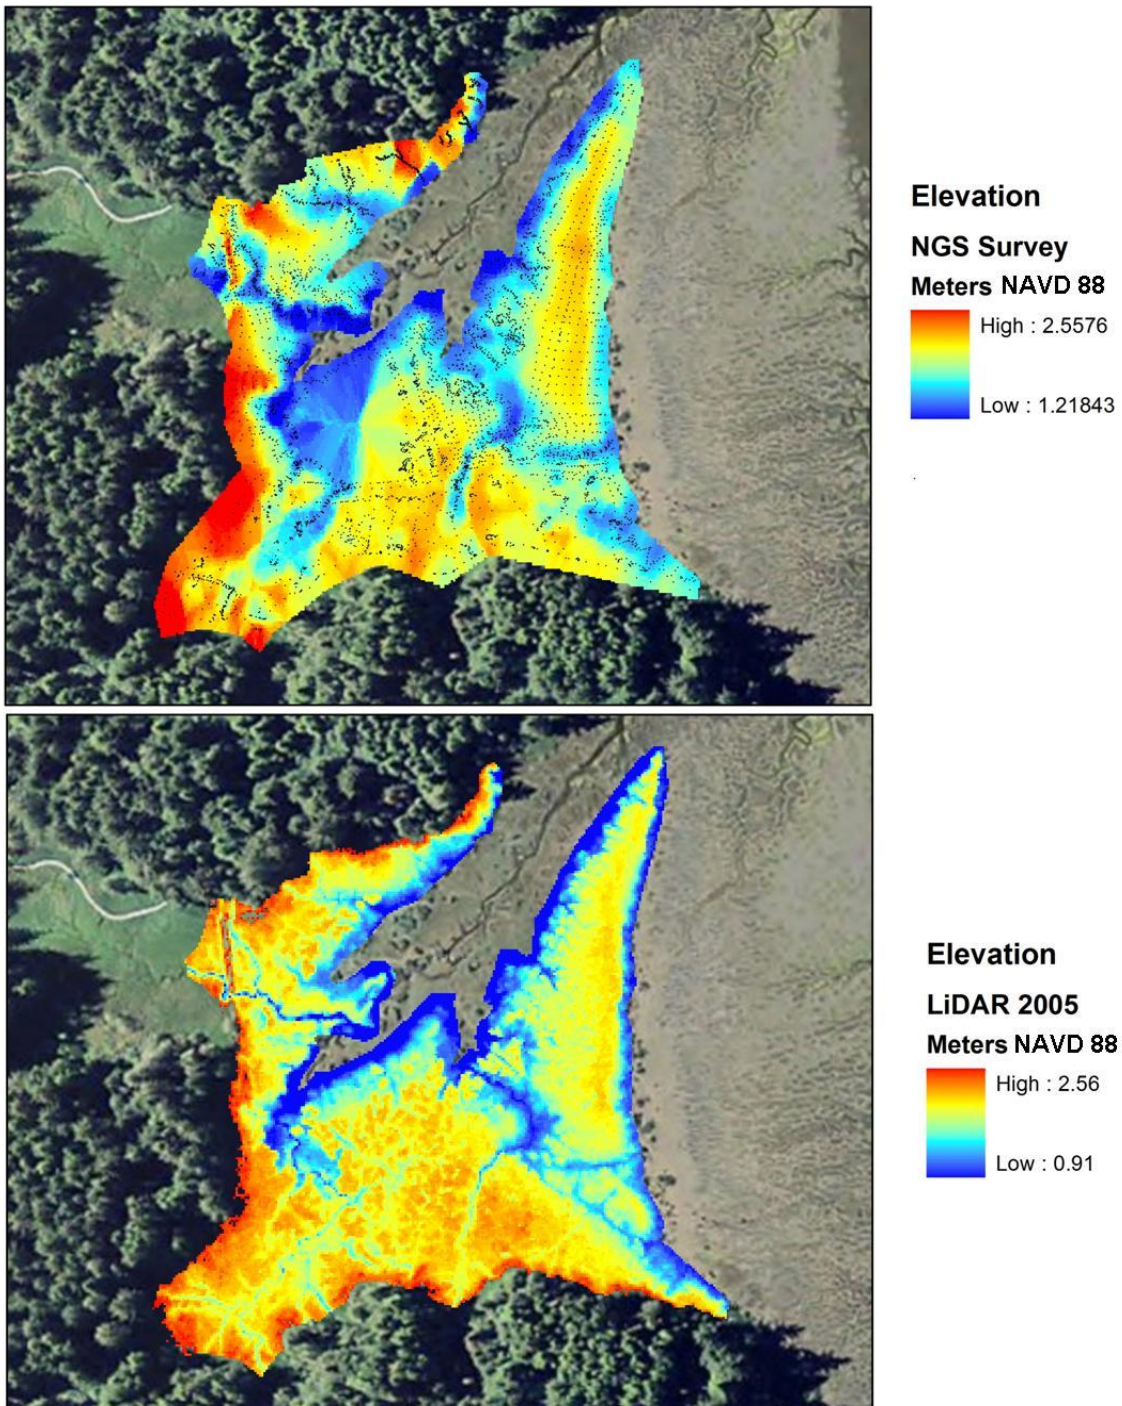 Elevation
NGS Survey
Meters NAVD 88
High : 2.5576
Low : 1.21843
Elevation
LiDAR 2005
Meters NAVD 88
High : 2.56
Low : 0.91